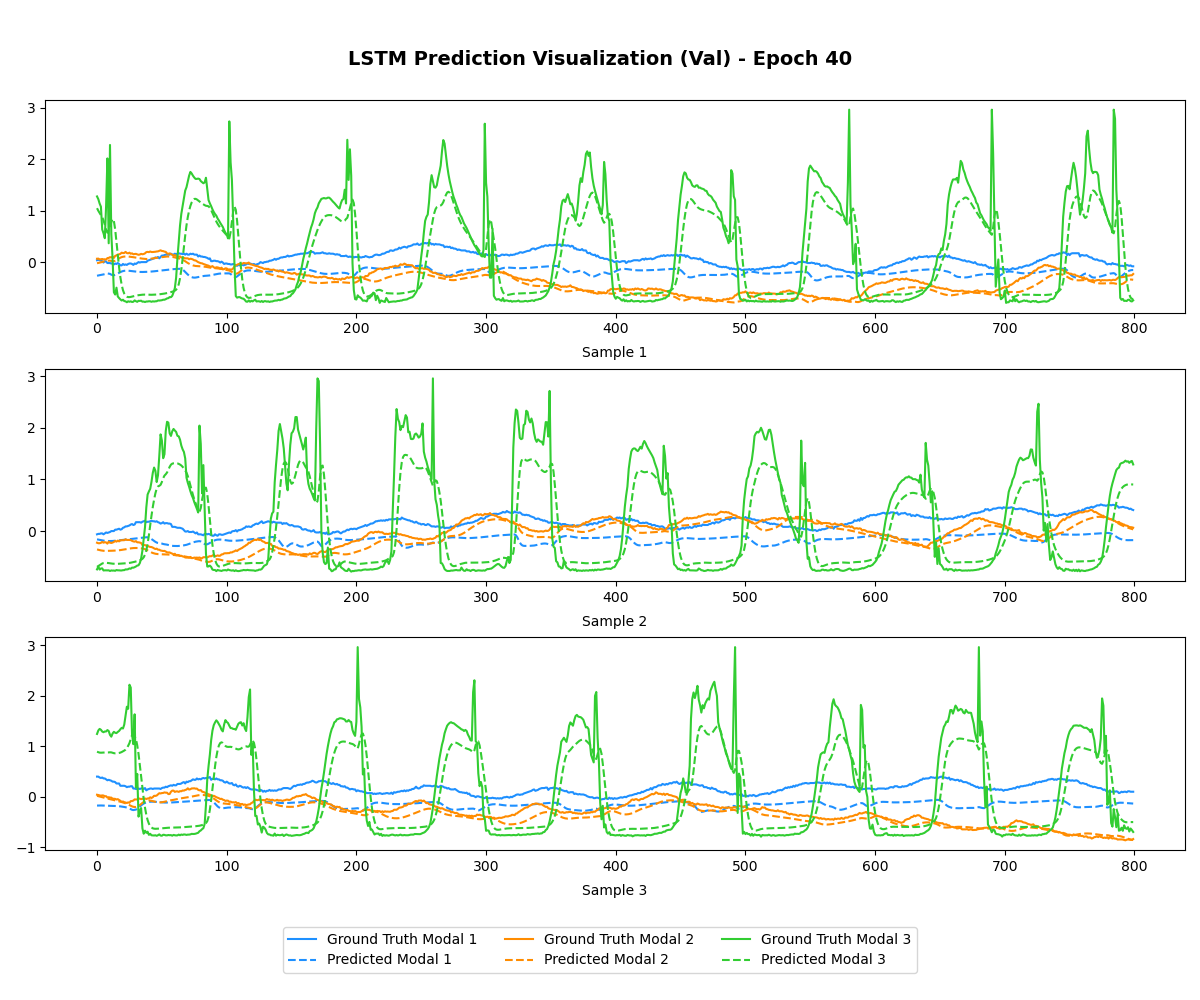 LSTM Prediction Visualization (Val) - Epoch 40
3
2
1
0
0 100 200 300 400 500 600 700 800
Sample 1
3
2
1
0
0 100 200 300 400 500 600 700 800
Sample 2
3
2
1
0
−1
0 100 200 300 400 500 600 700 800
Sample 3
Ground Truth Modal 1 Ground Truth Modal 2 Ground Truth Modal 3
Predicted Modal 1 Predicted Modal 2 Predicted Modal 3